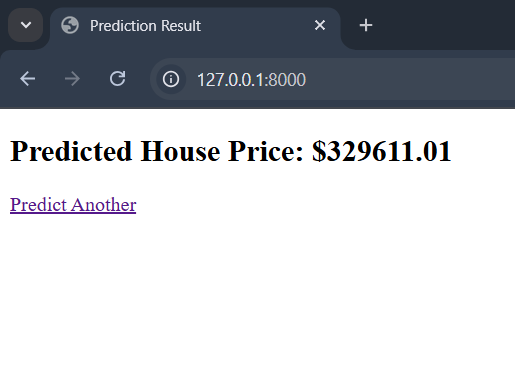 Prediction Result
127.0.0.1:8000
Predicted House Price: $329611.01
Predict Another